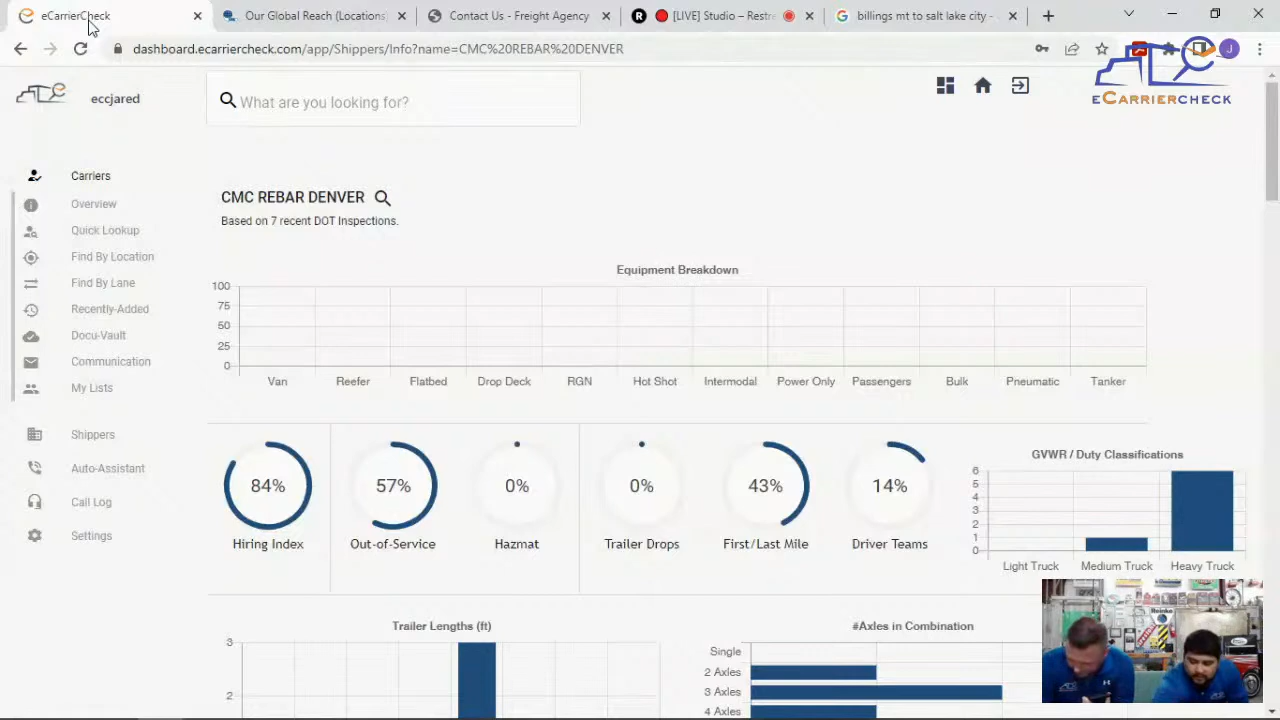 eCarrierCheck
Our Global Reach (Locations
Contact Us - Freight Agency
[LIVE] Studio – Restre
billings mt to salt lake city -
dashboard.ecarriercheck.com/app/Shippers/Info?name=CMC%20REBAR%20DENVER
J
eCARRIERCHECK
eccjared
What are you looking for?
Carriers
Overview
Quick Lookup
Find By Location
Find By Lane
Recently-Added
Docu-Vault
Communication
My Lists
Shippers
Auto-Assistant
Call Log
Settings
CMC REBAR DENVER
Based on 7 recent DOT Inspections.
Equipment Breakdown
100
75
50
25
0
Van Reefer Flatbed Drop Deck RGN Hot Shot Intermodal Power Only Passengers Bulk Pneumatic Tanker
84% 57% 0% 0% 43% 14%
Hiring Index Out-of-Service Hazmat Trailer Drops First/Last Mile Driver Teams
GVWR / Duty Classifications
6
5
4
3
2
1
0
Light Truck Medium Truck Heavy Truck
Trailer Lengths (ft)
3
2
#Axles in Combination
Single
2 Axles
3 Axles
4 Axles
Reinke